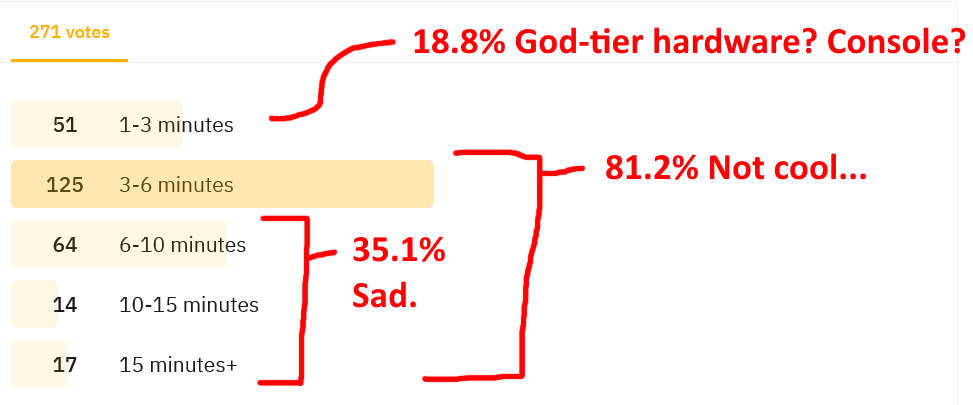 271 votes
18.8% God-tier hardware? Console?
51 1-3 minutes
125 3-6 minutes
81.2% Not cool...
64 6-10 minutes
35.1%
Sad.
14 10-15 minutes
17 15 minutes+